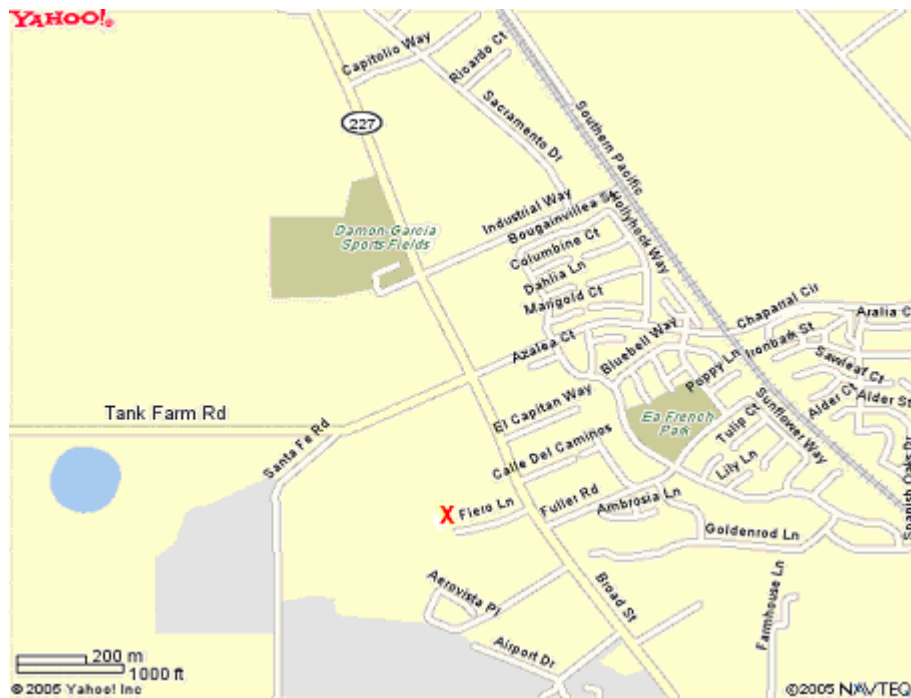 YAHOO!®
Capitolio Way
Ricardo Ct
227
Sacramento Dr
Southern Pacific
Industrial Way
Bougainvillea St
Hollyhock Way
Damon-Garcia
Sports Fields
Columbine Ct
Dahlia Ln
Marigold Ct
Chaparral Cir
Aralia C
Azalea Ct
Bluebell Way
Ironbark St
Poppy Ln
Sawleaf Ct
Tank Farm Rd
El Capitan Way
Ea French
Park
Tulip Ct
Sunflower Way
Alder Ct
Alder St
Santa Fe Rd
Calle Del Caminos
Lily Ln
Spanish Oaks Dr
X
Fiero Ln
Fuller Rd
Ambrosia Ln
Goldenrod Ln
Aerovista Pl
Broad St
Farmhouse Ln
Airport Dr
200 m
1000 ft
©2005 Yahoo! Inc
©2005 NAVTEQ